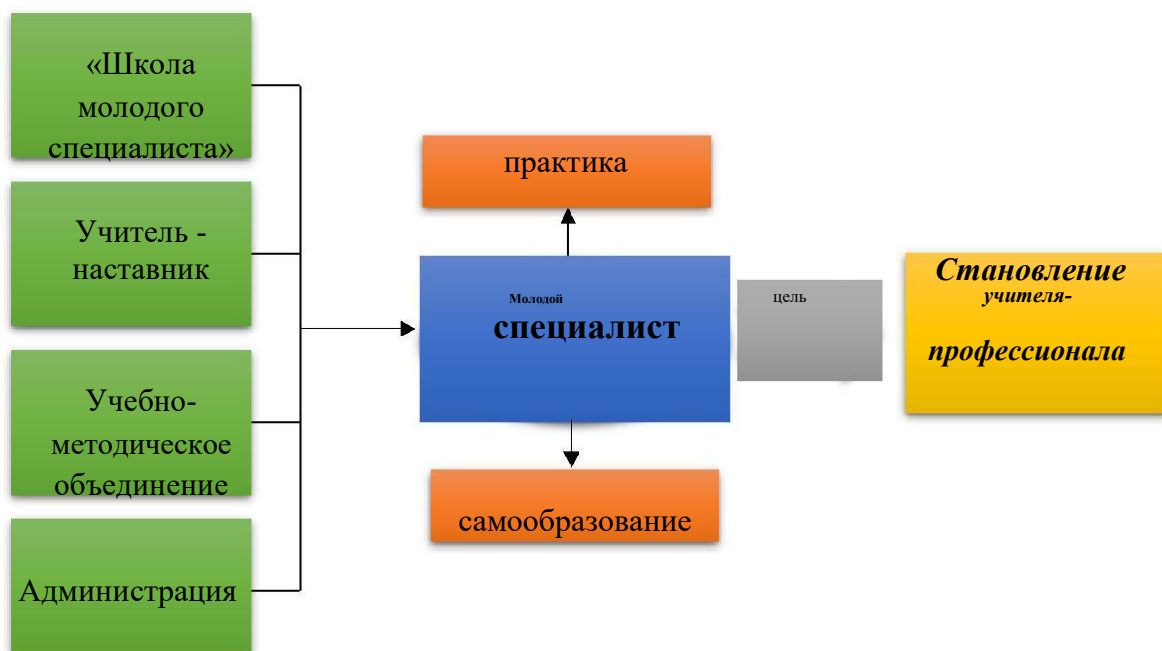 «Школа
молодого
специалиста»
Учитель -
наставник
Учебно-
методическое
объединение
Администрация
практика
Молодой
специалист
самообразование
цель
Становление
учителя-
профессионала